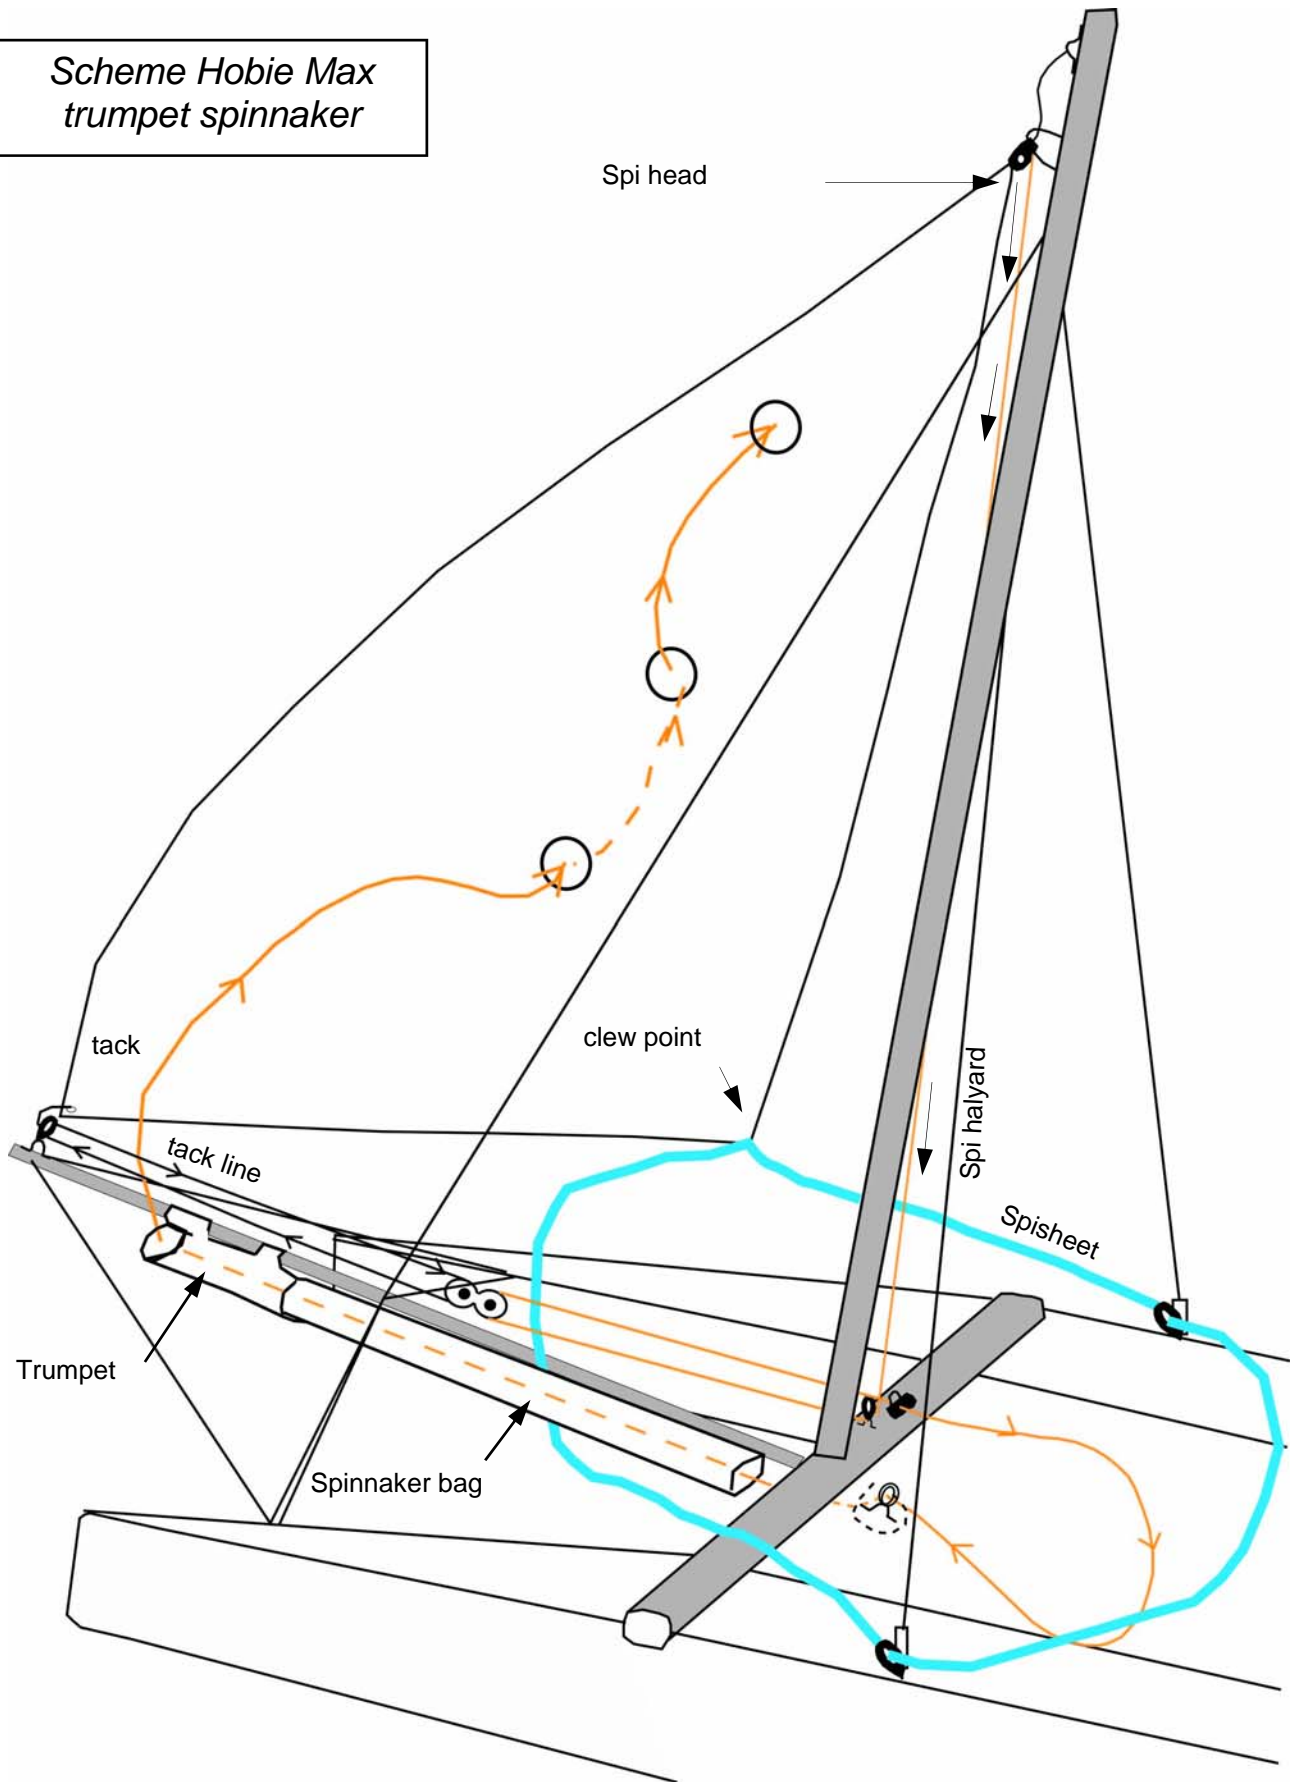 Scheme Hobie Max
trumpet spinnaker
Spi head
tack
clew point
Spi halyard
tack line
Spisheet
Trumpet
Spinnaker bag